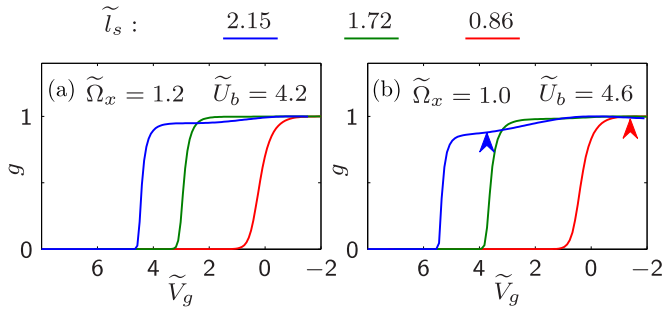 l̃_s : 2.15 1.72 0.86
(a) Ω̃_x = 1.2 Ũ_b = 4.2
(b) Ω̃_x = 1.0 Ũ_b = 4.6
1
g
0
6 4 2 0 −2
Ṽ_g
1
g
0
6 4 2 0 −2
Ṽ_g